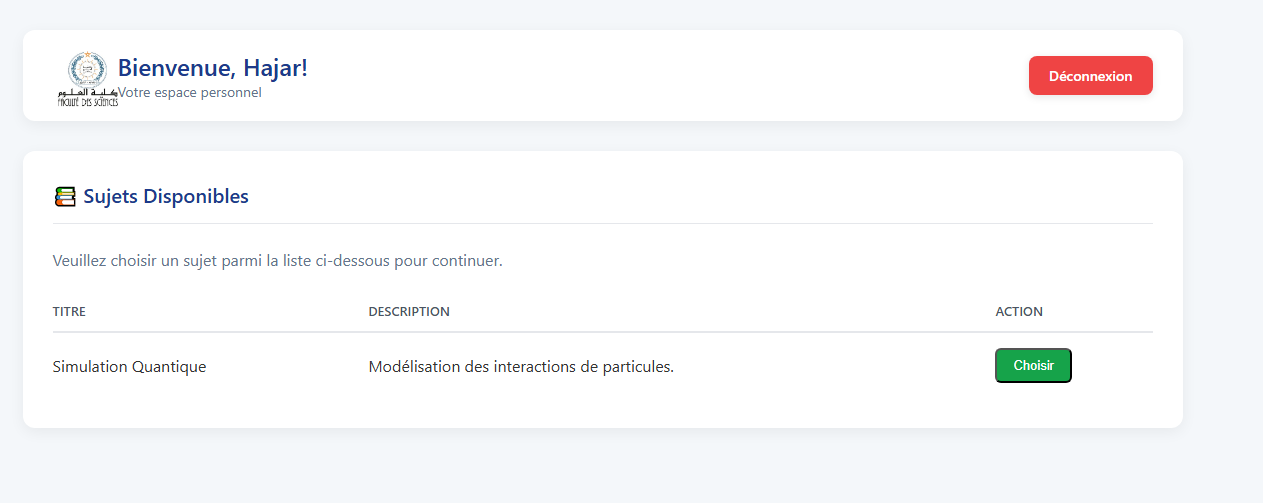 Bienvenue, Hajar!
Votre espace personnel
كلية العلوم
FACULTÉ DES SCIENCES
Déconnexion
Sujets Disponibles
Veuillez choisir un sujet parmi la liste ci-dessous pour continuer.
TITRE DESCRIPTION ACTION
Simulation Quantique Modélisation des interactions de particules. Choisir